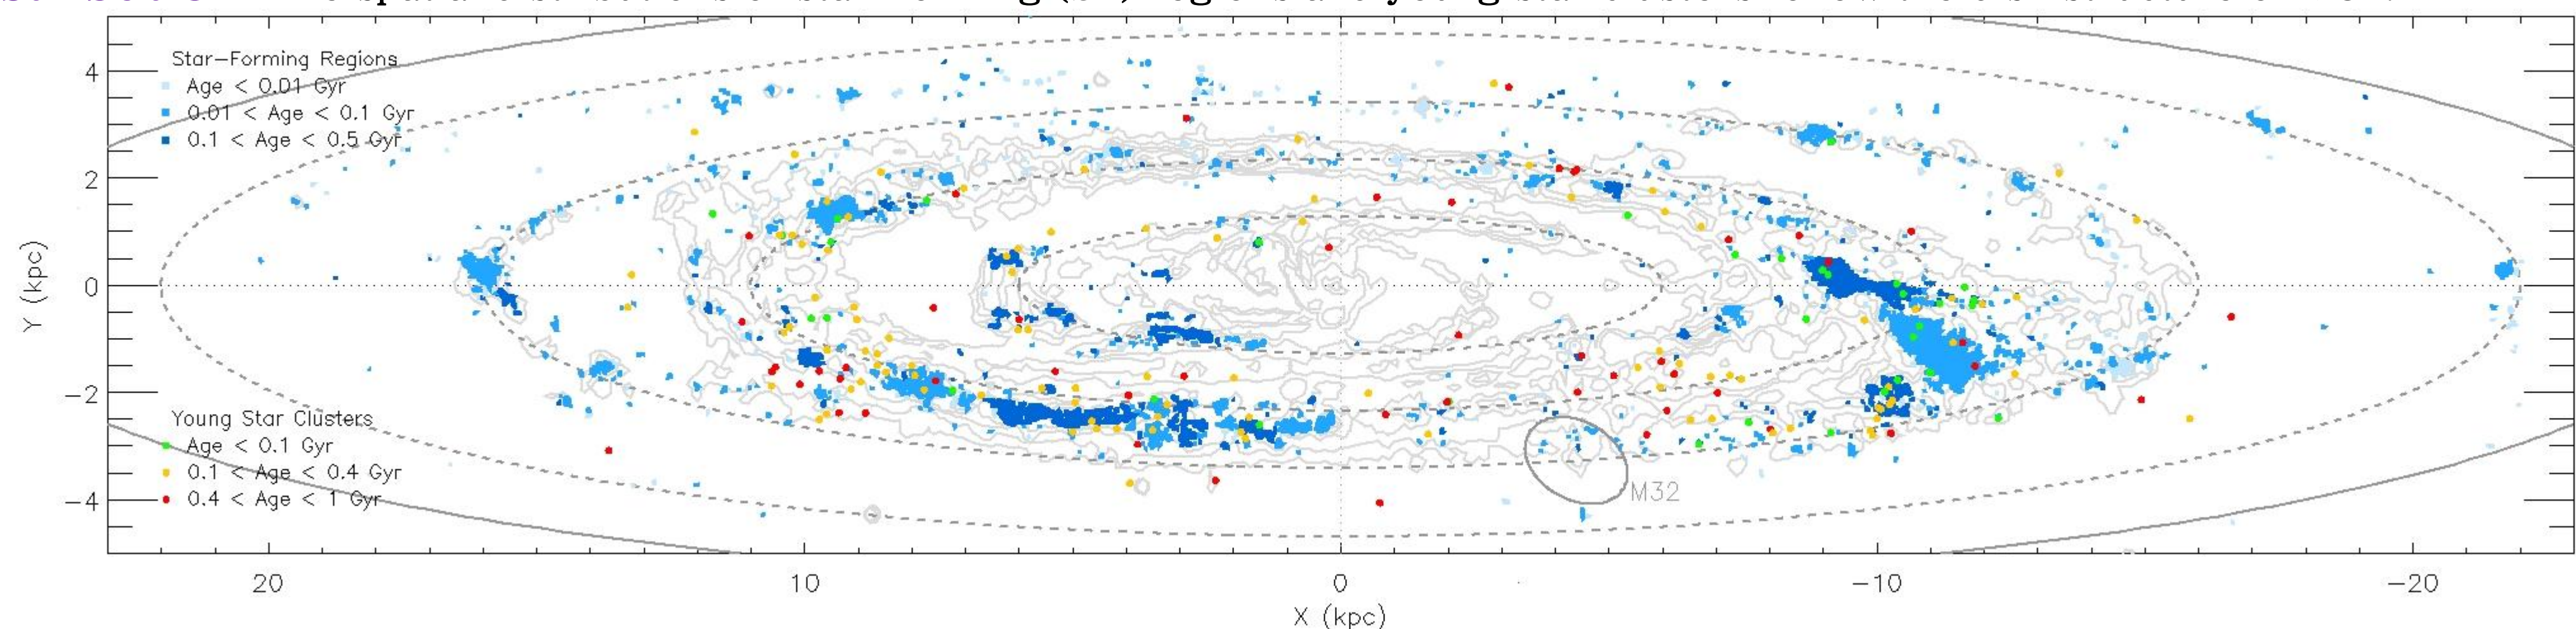 Star-Forming Regions
Age < 0.01 Gyr
0.01 < Age < 0.1 Gyr
0.1 < Age < 0.5 Gyr
Young Star Clusters
Age < 0.1 Gyr
0.1 < Age < 0.4 Gyr
0.4 < Age < 1 Gyr
M32
4
2
0
−2
−4
Y (kpc)
20
10
0
−10
−20
X (kpc)